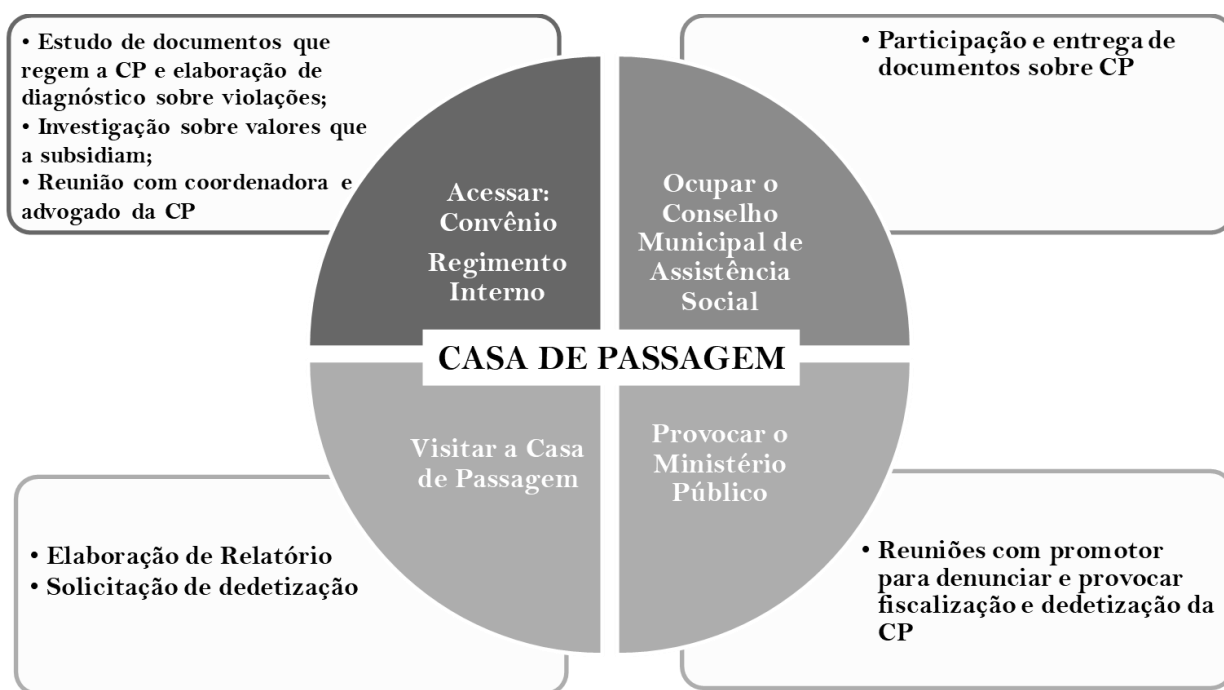 • Estudo de documentos que
regem a CP e elaboração de
diagnóstico sobre violações;
• Investigação sobre valores que
a subsidiam;
• Reunião com coordenadora e
advogado da CP
• Participação e entrega de
documentos sobre CP
Acessar:
Convênio
Regimento
Interno
Ocupar o
Conselho
Municipal de
Assistência
Social
CASA DE PASSAGEM
Visitar a Casa
de Passagem
Provocar o
Ministério
Público
• Elaboração de Relatório
• Solicitação de dedetização
• Reuniões com promotor
para denunciar e provocar
fiscalização e dedetização da
CP